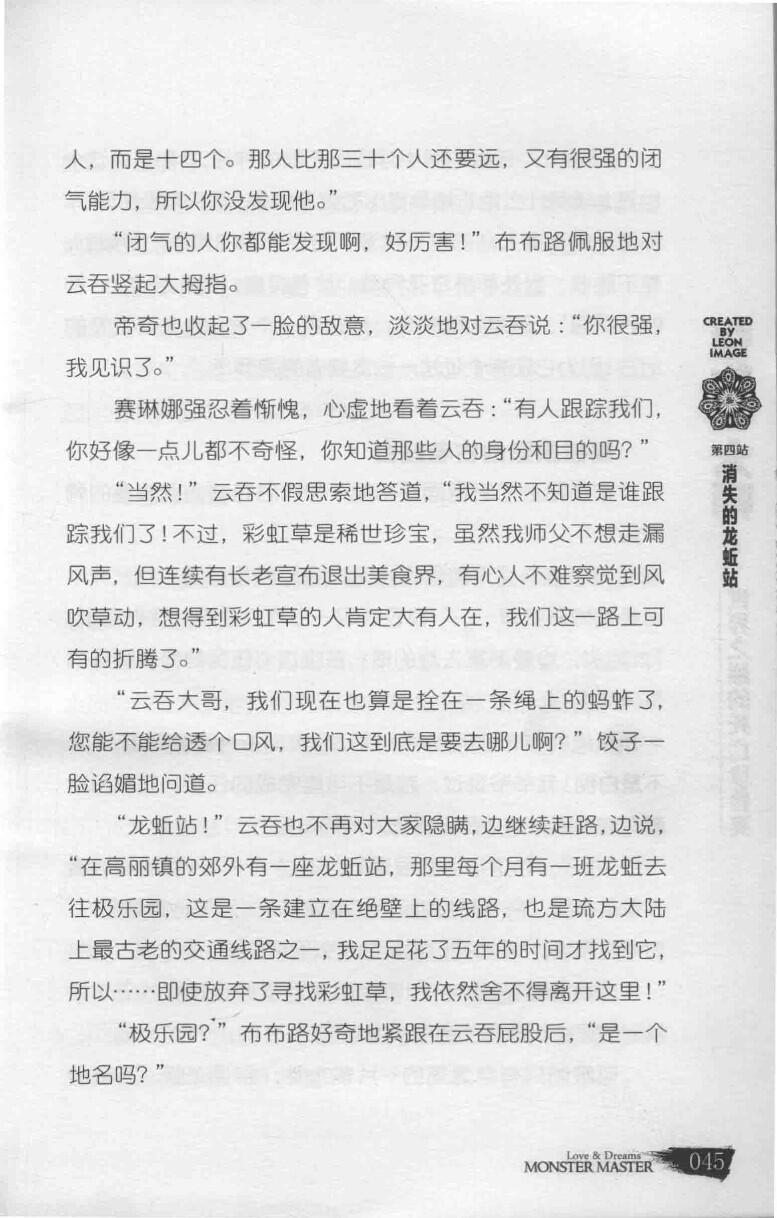 人，而是十四个。那人比那三十个人还要远，又有很强的闭
气能力，所以你没发现他。”
“闭气的人你都能发现啊，好厉害！”布布路佩服地对
云吞竖起大拇指。
帝奇也收起了一脸的敌意，淡淡地对云吞说：“你很强，
我见识了。”
赛琳娜强忍着惭愧，心虚地看着云吞：“有人跟踪我们，
你好像一点儿都不奇怪，你知道那些人的身份和目的吗？”
“当然！”云吞不假思索地答道，“我当然不知道是谁跟
踪我们了！不过，彩虹草是稀世珍宝，虽然我师父不想走漏
风声，但连续有长老宣布退出美食界，有心人不难察觉到风
吹草动，想得到彩虹草的人肯定大有人在，我们这一路上可
有的折腾了。”
“云吞大哥，我们现在也算是拴在一条绳上的蚂蚱了，
您能不能给透个口风，我们这到底是要去哪儿啊？”饺子一
脸谄媚地问道。
“龙蚯站！”云吞也不再对大家隐瞒，边继续赶路，边说，
“在高丽镇的郊外有一座龙蚯站，那里每个月有一班龙蚯去
往极乐园，这是一条建立在绝壁上的线路，也是琉方大陆
上最古老的交通线路之一，我足足花了五年的时间才找到它，
所以……即使放弃了寻找彩虹草，我依然舍不得离开这里！”
“极乐园？”布布路好奇地紧跟在云吞屁股后，“是一个
地名吗？”
CREATED
BY
LEON
IMAGE
第四站
消失的龙蚯站
Love & Dreams
MONSTER MASTER 045